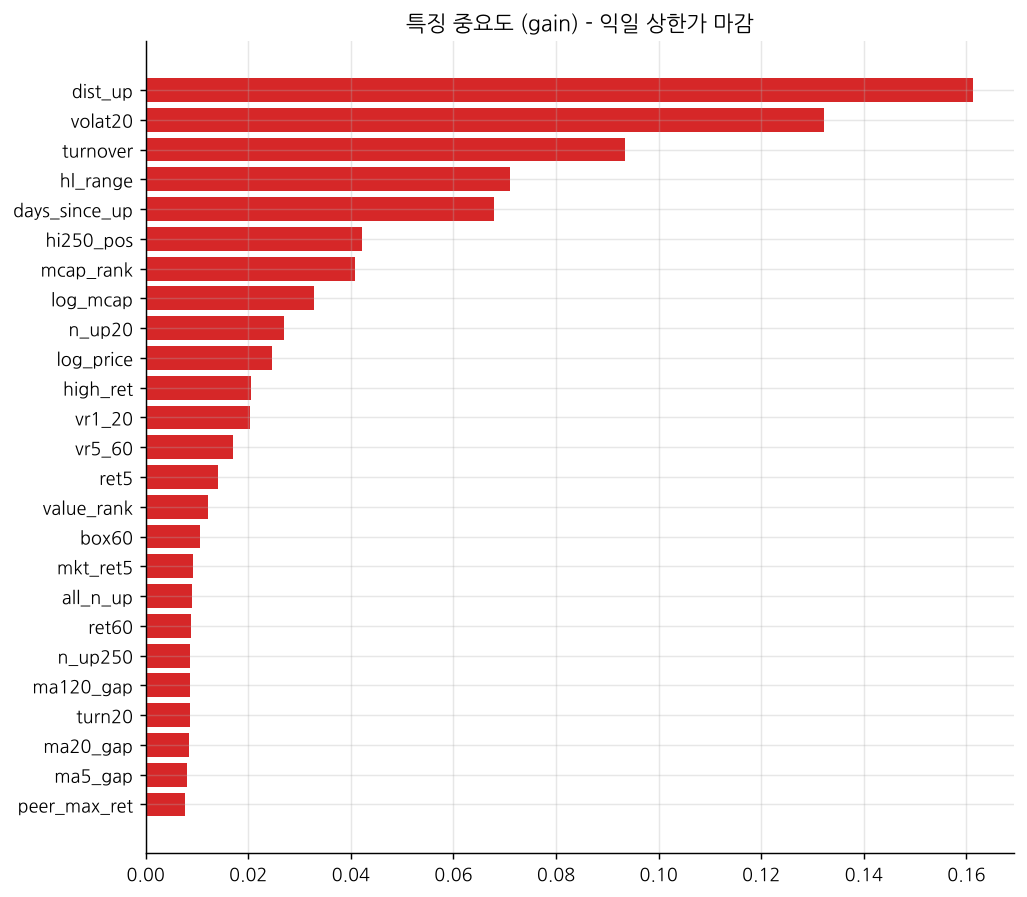 특징 중요도 (gain) - 익일 상한가 마감
dist_up
volat20
turnover
hl_range
days_since_up
hi250_pos
mcap_rank
log_mcap
n_up20
log_price
high_ret
vr1_20
vr5_60
ret5
value_rank
box60
mkt_ret5
all_n_up
ret60
n_up250
ma120_gap
turn20
ma20_gap
ma5_gap
peer_max_ret
0.00 0.02 0.04 0.06 0.08 0.10 0.12 0.14 0.16